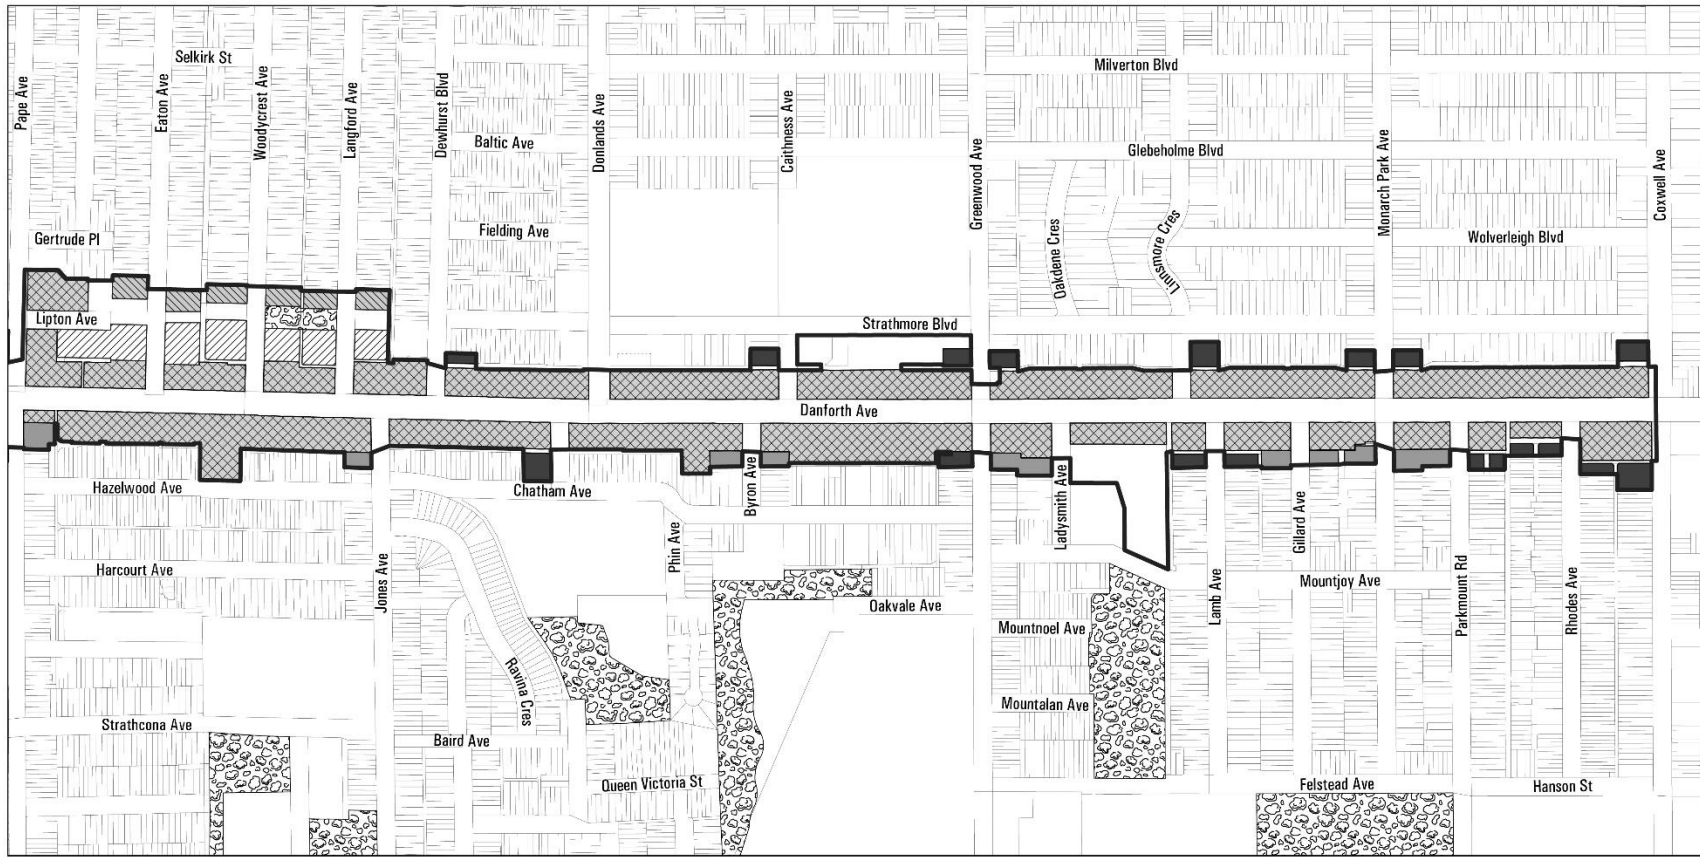 Selkirk St
Milverton Blvd
Pape Ave
Eaton Ave
Woodycrest Ave
Langford Ave
Dewhurst Blvd
Baltic Ave
Donlands Ave
Caithness Ave
Greenwood Ave
Glebeholme Blvd
Monarch Park Ave
Coxwell Ave
Gertrude Pl
Fielding Ave
Oakdene Cres
Linnsmore Cres
Wolverleigh Blvd
Lipton Ave
Strathmore Blvd
Danforth Ave
Hazelwood Ave
Chatham Ave
Byron Ave
Ladysmith Ave
Gillard Ave
Phin Ave
Harcourt Ave
Jones Ave
Oakvale Ave
Mountjoy Ave
Lamb Ave
Parkmount Rd
Rhodes Ave
Mountnoel Ave
Ravina Cres
Mountalan Ave
Strathcona Ave
Baird Ave
Queen Victoria St
Felstead Ave
Hanson St